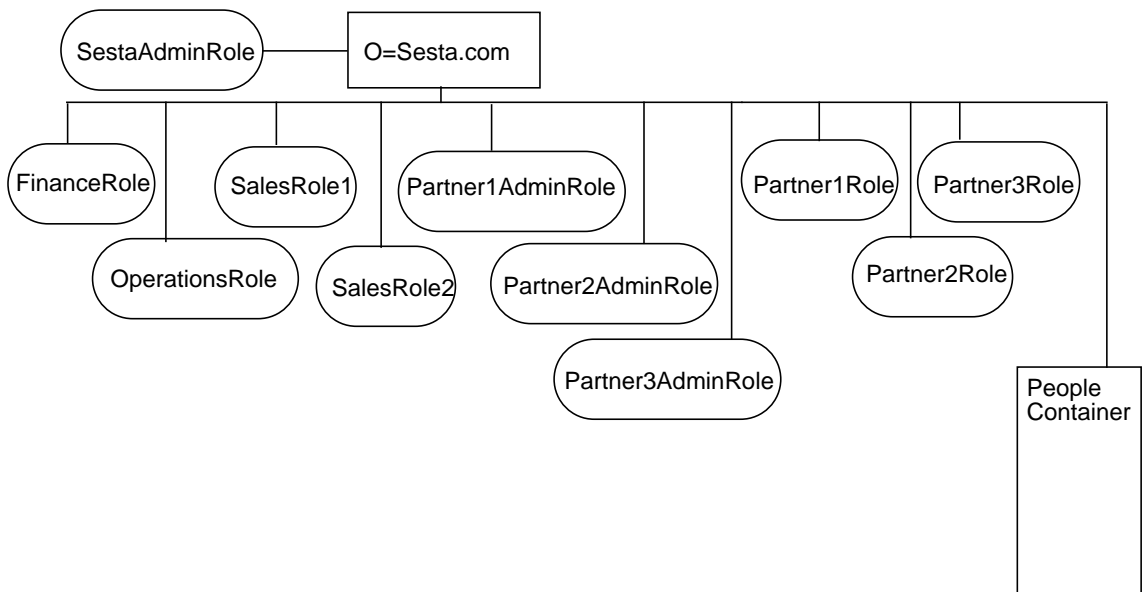 SestaAdminRole
O=Sesta.com
FinanceRole
SalesRole1
Partner1AdminRole
Partner1Role
Partner3Role
OperationsRole
SalesRole2
Partner2AdminRole
Partner2Role
Partner3AdminRole
People
Container